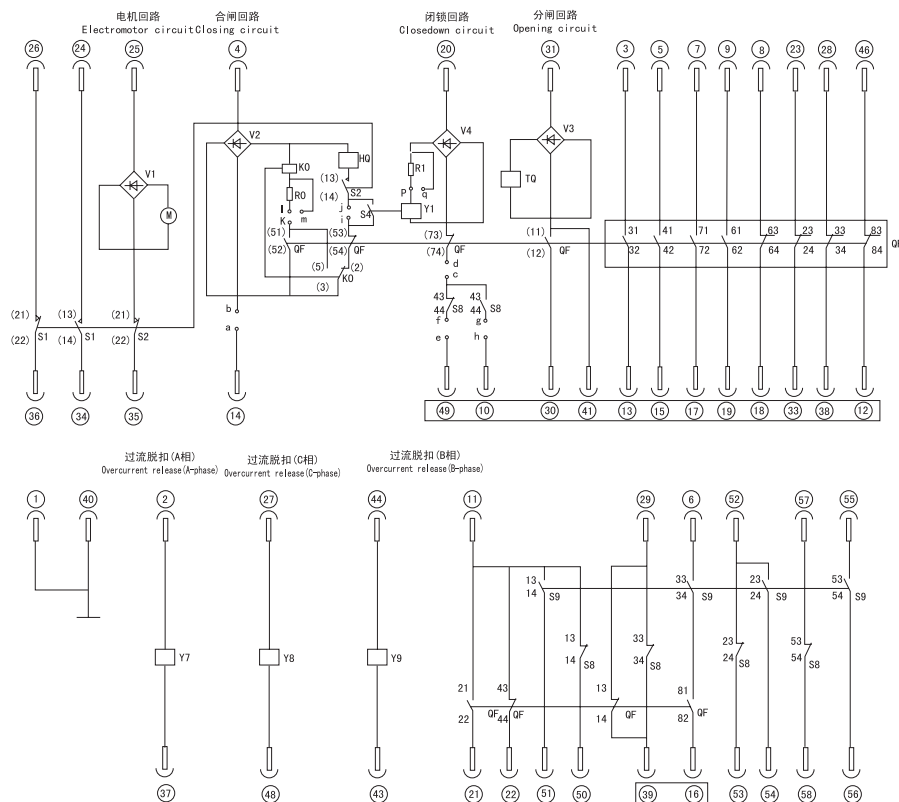 电机回路 合闸回路 闭锁回路 分闸回路
Electromotor circuit Closing circuit Closedown circuit Opening circuit
26 24 25 4 20 31 3 5 7 9 8 23 28 46
V1 V2 V4 V3
M
K0 HQ R1 TQ
R0 (13) S2 P q
(14) S4 Y1
l K m j i
(51) (53) (73) (11) 31 41 71 61 63 23 33 83
(52) QF (54) QF (74) QF (12) QF 32 42 72 62 64 24 34 84 QF
(5) (2) K0 (3)
d
c
b 43 43
44 S8 44 S8
a f g
e h
(21) (13) (21)
(22) S1 (14) S1 (22) S2
36 34 35 14 49 10 30 41 13 15 17 19 18 33 38 12
过流脱扣(A相) 过流脱扣(C相) 过流脱扣(B相)
Overcurrent release(A-phase) Overcurrent release(C-phase) Overcurrent release(B-phase)
1 40 2 27 44 11 29 6 52 57 55
13 33 23 53
14 S9 34 S9 24 S9 54 S9
13 33 23 53
14 S8 34 S8 24 S8 54 S8
Y7 Y8 Y9
21 43 13 81
22 QF 44 QF 14 QF 82 QF
37 48 43 21 22 51 50 39 16 53 54 58 56